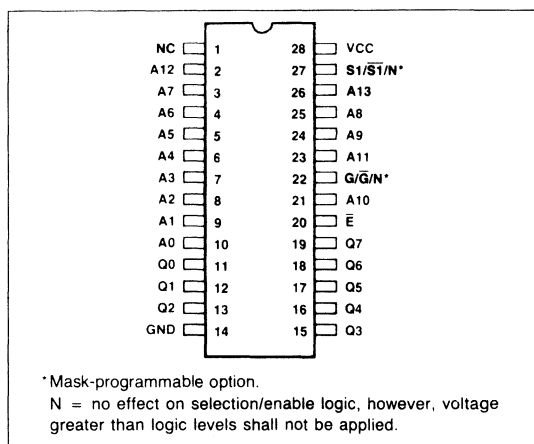 NC 1 28 VCC
A12 2 27 S1/S̅1̅/N*
A7 3 26 A13
A6 4 25 A8
A5 5 24 A9
A4 6 23 A11
A3 7 22 G/G̅/N*
A2 8 21 A10
A1 9 20 E̅
A0 10 19 Q7
Q0 11 18 Q6
Q1 12 17 Q5
Q2 13 16 Q4
GND 14 15 Q3
*Mask-programmable option.
N = no effect on selection/enable logic, however, voltage
greater than logic levels shall not be applied.